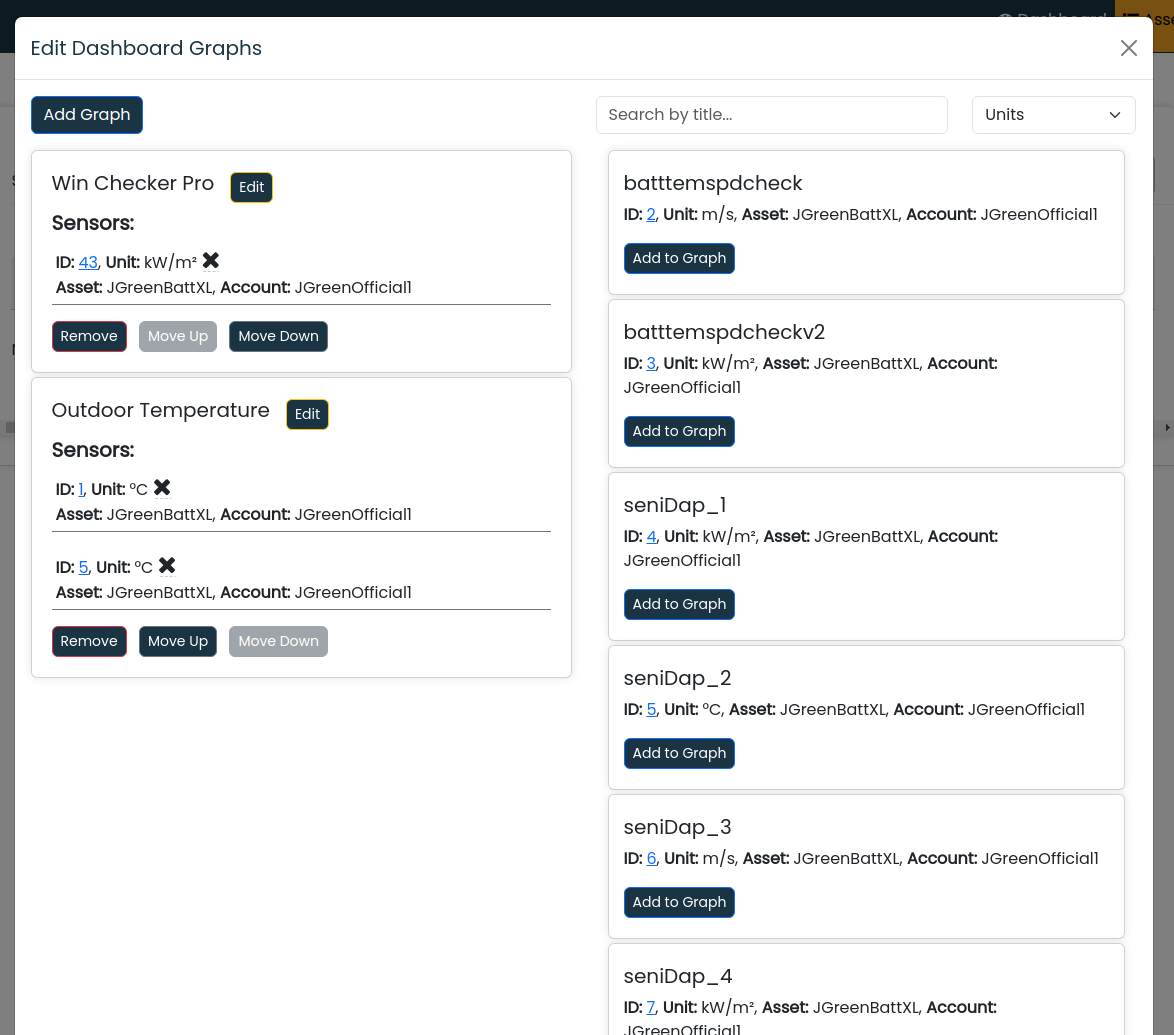 Dashboard
Asse
Edit Dashboard Graphs
Add Graph
Search by title...
Units
Win Checker Pro
Edit
Sensors:
ID: 43, Unit: kW/m²
Asset: JGreenBattXL, Account: JGreenOfficial1
Remove
Move Up
Move Down
Outdoor Temperature
Edit
Sensors:
ID: 1, Unit: °C
Asset: JGreenBattXL, Account: JGreenOfficial1
ID: 5, Unit: °C
Asset: JGreenBattXL, Account: JGreenOfficial1
Remove
Move Up
Move Down
batttemspdcheck
ID: 2, Unit: m/s, Asset: JGreenBattXL, Account: JGreenOfficial1
Add to Graph
batttemspdcheckv2
ID: 3, Unit: kW/m², Asset: JGreenBattXL, Account:
JGreenOfficial1
Add to Graph
seniDap_1
ID: 4, Unit: kW/m², Asset: JGreenBattXL, Account:
JGreenOfficial1
Add to Graph
seniDap_2
ID: 5, Unit: °C, Asset: JGreenBattXL, Account: JGreenOfficial1
Add to Graph
seniDap_3
ID: 6, Unit: m/s, Asset: JGreenBattXL, Account: JGreenOfficial1
Add to Graph
seniDap_4
ID: 7, Unit: kW/m², Asset: JGreenBattXL, Account:
JGreenOfficial1